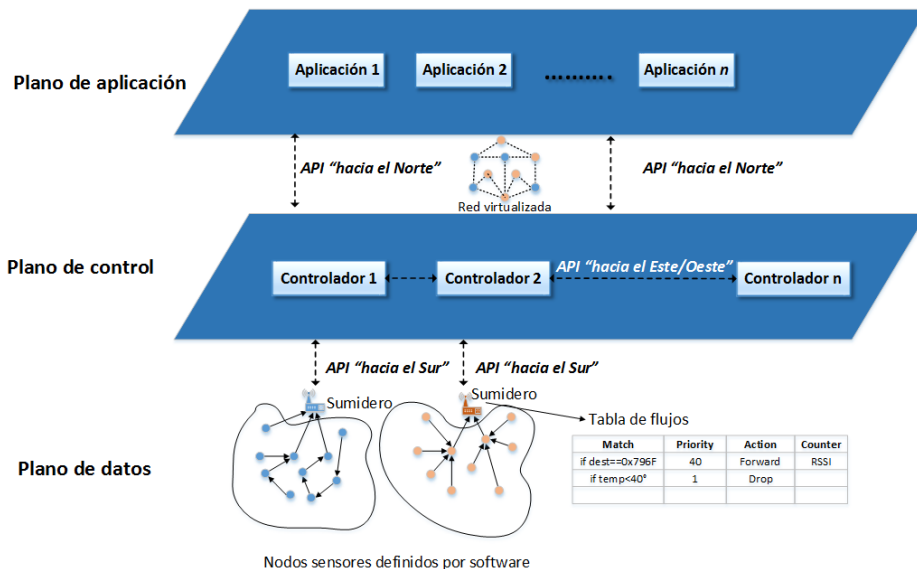 Plano de aplicación
Aplicación 1
Aplicación 2
..........
Aplicación n
API “hacia el Norte”
API “hacia el Norte”
Red virtualizada
Plano de control
Controlador 1
Controlador 2
API “hacia el Este/Oeste”
Controlador n
API “hacia el Sur”
API “hacia el Sur”
Sumidero
Sumidero
Tabla de flujos
Plano de datos
Match Priority Action Counter
if dest==0x796F 40 Forward RSSI
if temp<40° 1 Drop
Nodos sensores definidos por software